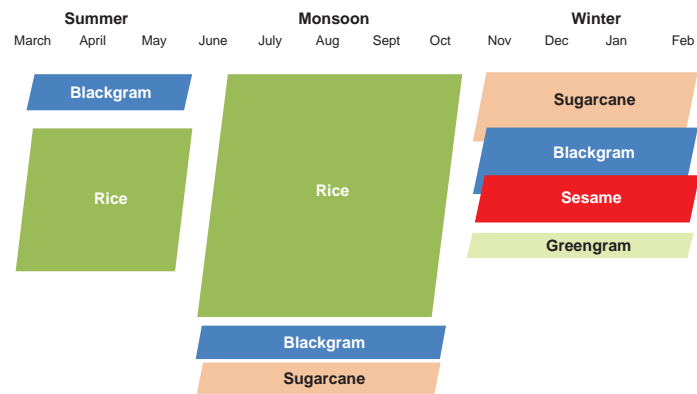 Summer Monsoon Winter
March April May June July Aug Sept Oct Nov Dec Jan Feb
Blackgram
Rice
Rice
Blackgram
Sugarcane
Sugarcane
Blackgram
Sesame
Greengram